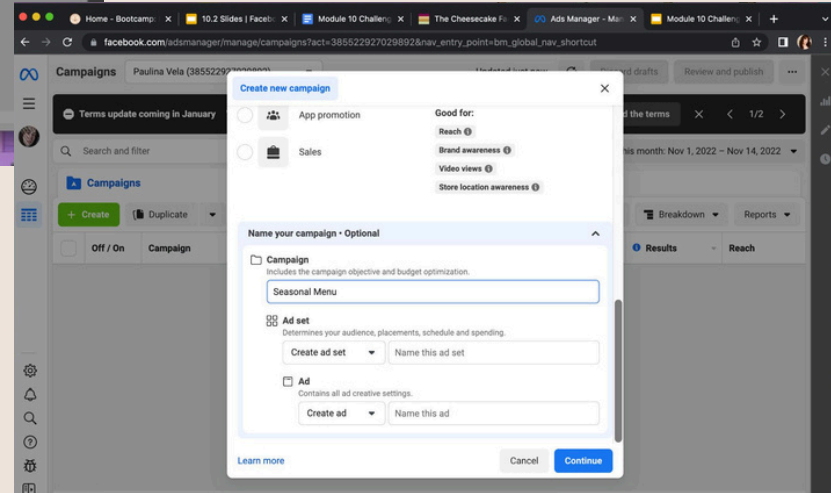 Home - Bootcamp:
10.2 Slides | Facebo
Module 10 Challeng
The Cheesecake Fa
Ads Manager - Man
Module 10 Challeng
facebook.com/adsmanager/manage/campaigns?act=385522927029892&nav_entry_point=bm_global_nav_shortcut
Campaigns
Paulina Vela (385522927029892)
Updated just now
Discard drafts
Review and publish
Create new campaign
Terms update coming in January
d the terms
1/2
App promotion
Sales
Good for:
Reach
Brand awareness
Video views
Store location awareness
Search and filter
his month: Nov 1, 2022 – Nov 14, 2022
Campaigns
+ Create
Duplicate
Breakdown
Reports
Off / On
Campaign
Results
Reach
Name your campaign • Optional
Campaign
Includes the campaign objective and budget optimization.
Seasonal Menu
Ad set
Determines your audience, placements, schedule and spending.
Create ad set
Name this ad set
Ad
Contains all ad creative settings.
Create ad
Name this ad
Learn more
Cancel
Continue